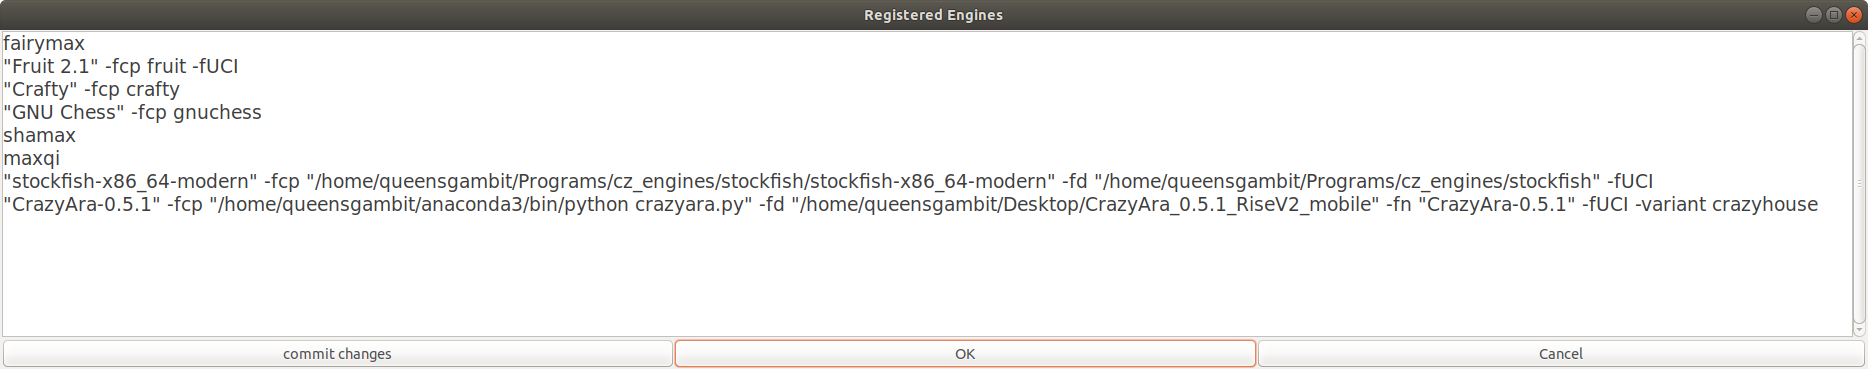 Registered Engines
fairymax
"Fruit 2.1" -fcp fruit -fUCI
"Crafty" -fcp crafty
"GNU Chess" -fcp gnuchess
shamax
maxqi
"stockfish-x86_64-modern" -fcp "/home/queensgambit/Programs/cz_engines/stockfish/stockfish-x86_64-modern" -fd "/home/queensgambit/Programs/cz_engines/stockfish" -fUCI
"CrazyAra-0.5.1" -fcp "/home/queensgambit/anaconda3/bin/python crazyara.py" -fd "/home/queensgambit/Desktop/CrazyAra_0.5.1_RiseV2_mobile" -fn "CrazyAra-0.5.1" -fUCI -variant crazyhouse
commit changes
OK
Cancel